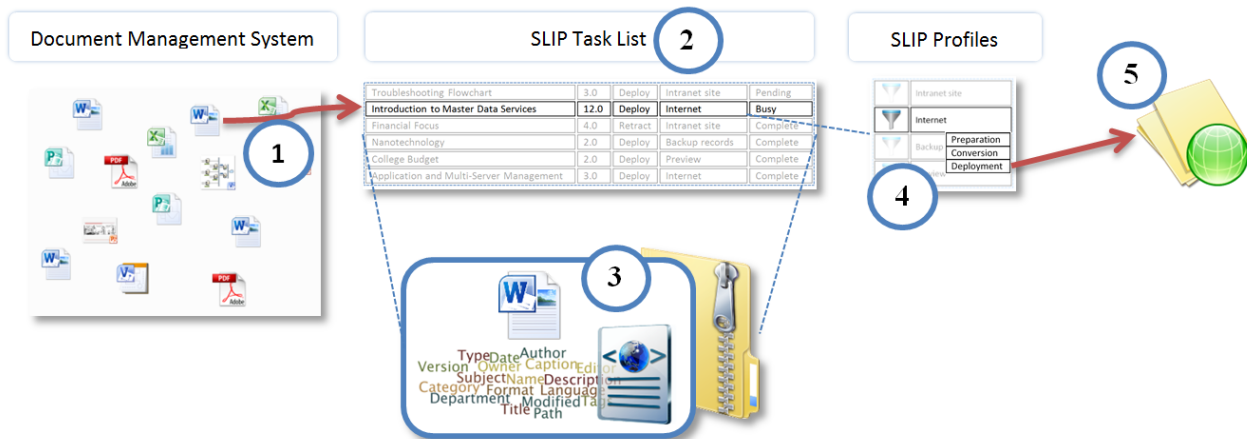 Document Management System
SLIP Task List
2
SLIP Profiles
5
1
Troubleshooting Flowchart 3.0 Deploy Intranet site Pending
Introduction to Master Data Services 12.0 Deploy Internet Busy
Financial Focus 4.0 Retract Intranet site Complete
Nanotechnology 2.0 Deploy Backup records Complete
College Budget 2.0 Deploy Preview Complete
Application and Multi-Server Management 3.0 Deploy Internet Complete
Intranet site
Internet
Backup
Preparation
Conversion
Deployment
4
PDF
Adobe
PDF
Adobe
3
W
Type Date Author
Version Owner Caption Editor
Subject Name Description
Category Format Language
Department Modified Tags
Title Path